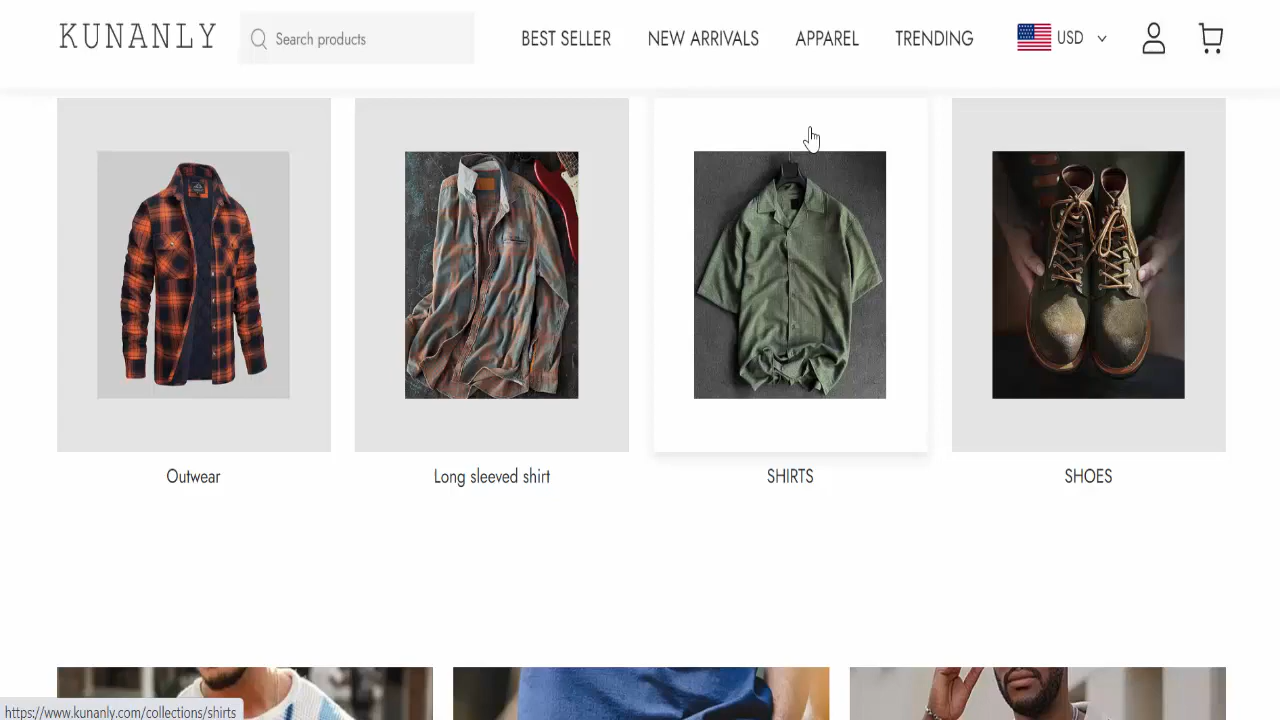 KUNANLY
Search products
BEST SELLER
NEW ARRIVALS
APPAREL
TRENDING
USD
Outwear
Long sleeved shirt
SHIRTS
SHOES
https://www.kunanly.com/collections/shirts